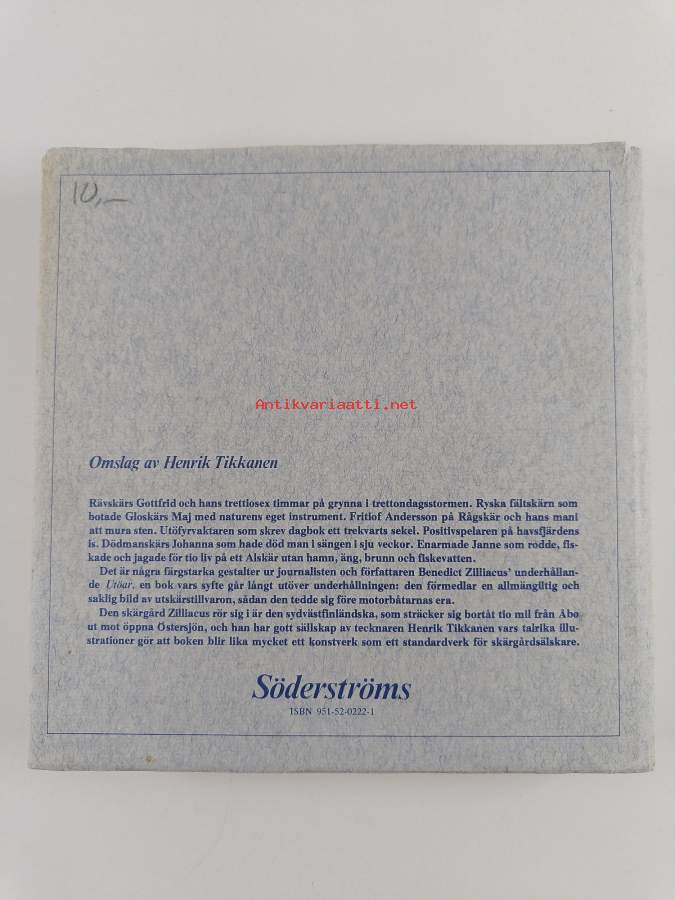 10,—
Antikvariaatti.net
Omslag av Henrik Tikkanen
Rävskärs Gottfrid och hans trettiosex timmar på grynna i trettondagsstormen. Ryska fältskärn som
botade Gloskärs Maj med naturens eget instrument. Fritiof Andersson på Rågskär och hans mani
att mura sten. Utöfyrvaktaren som skrev dagbok ett trekvarts sekel. Positivspelaren på havsfjärdens
is. Dödmanskärs Johanna som hade död man i sängen i sju veckor. Enarmade Janne som rodde, fis-
kade och jagade för tio liv på ett Alskär utan hamn, äng, brunn och fiskevatten.
Det är några färgstarka gestalter ur journalisten och författaren Benedict Zilliacus' underhållan-
de Utöar, en bok vars syfte går långt utöver underhållningen: den förmedlar en allmängiltig och
saklig bild av utskärstillvaron, sådan den tedde sig före motorbåtarnas era.
Den skärgård Zilliacus rör sig i är den sydvästfinländska, som sträcker sig bortåt tio mil från Åbo
ut mot öppna Östersjön, och han har gott sällskap av tecknaren Henrik Tikkanen vars talrika illu-
strationer gör att boken blir lika mycket ett konstverk som ett standardverk för skärgårdsälskare.
Söderströms
ISBN 951-52-0222-1